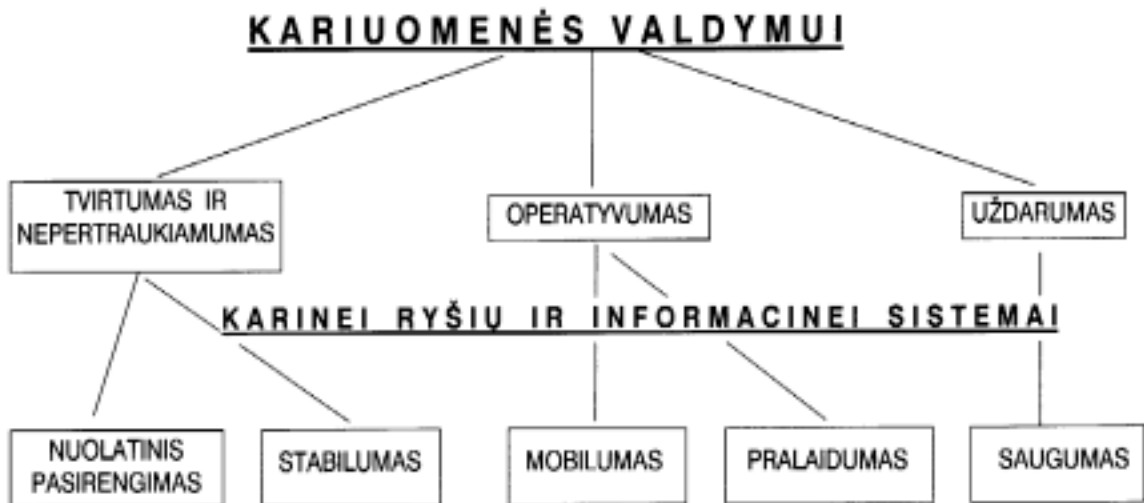 KARIUOMENĖS VALDYMUI
TVIRTUMAS IR
NEPERTRAUKIAMUMAS
OPERATYVUMAS
UŽDARUMAS
KARINEI RYŠIŲ IR INFORMACINEI SISTEMAI
NUOLATINIS
PASIRENGIMAS
STABILUMAS
MOBILUMAS
PRALAIDUMAS
SAUGUMAS